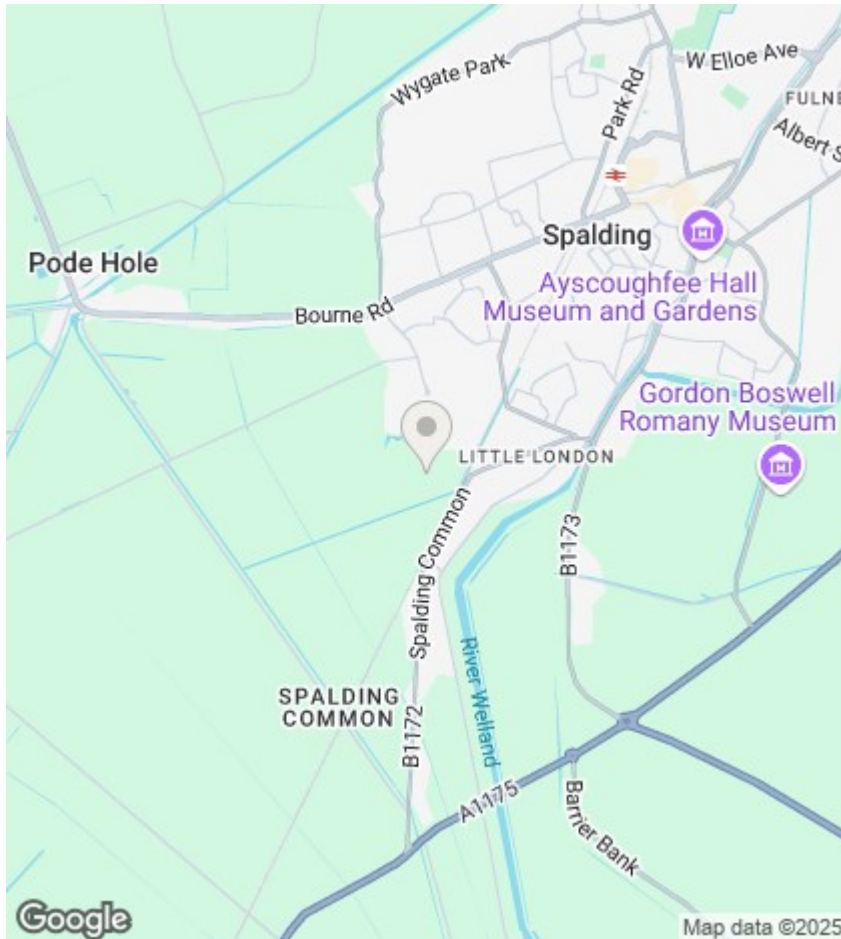 W Elloe Ave
Wygate Park
Park Rd
FULNE
Albert S
Spalding
Pode Hole
Ayscoughfee Hall
Museum and Gardens
Bourne Rd
Gordon Boswell
Romany Museum
LITTLE LONDON
Spalding Common
B1173
River Welland
SPALDING
COMMON
B1172
A1175
Barrier Bank
Google
Map data ©2025